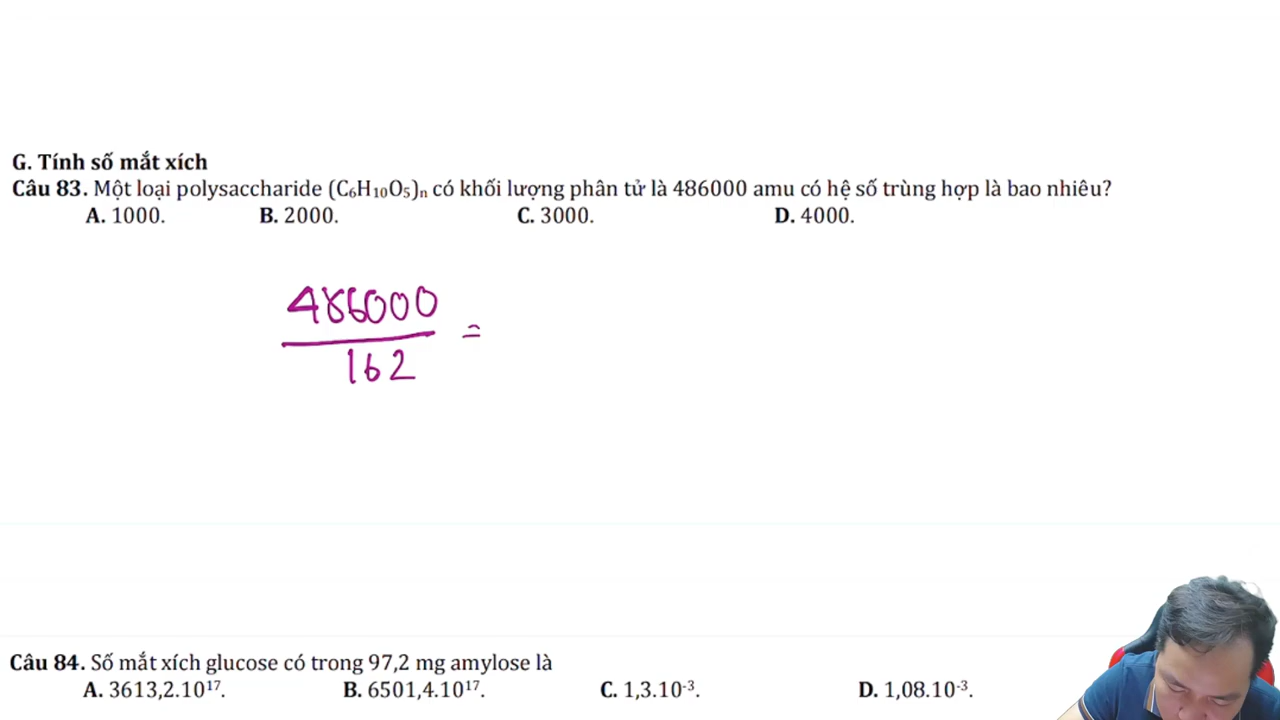 G. Tính số mắt xích
Câu 83. Một loại polysaccharide (C₆H₁₀O₅)ₙ có khối lượng phân tử là 486000 amu có hệ số trùng hợp là bao nhiêu?
A. 1000. B. 2000. C. 3000. D. 4000.
486000
162
=
Câu 84. Số mắt xích glucose có trong 97,2 mg amylose là
A. 3613,2.10¹⁷. B. 6501,4.10¹⁷. C. 1,3.10⁻³. D. 1,08.10⁻³.